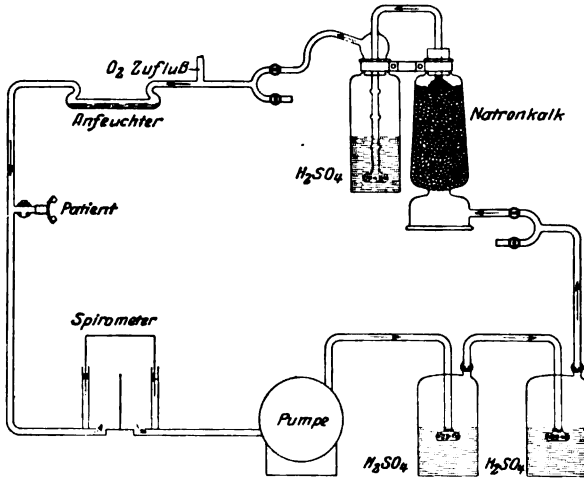 O₂ Zufluß
Anfeuchter
H₂SO₄
Natronkalk
Patient
Spirometer
Pumpe
H₂SO₄
H₂SO₄